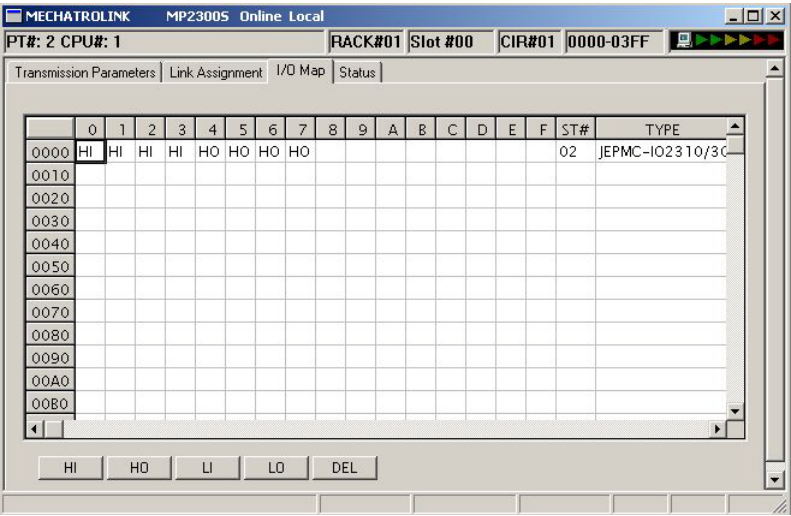 MECHATROLINK MP2300S Online Local
PT#: 2 CPU#: 1 RACK#01 Slot #00 CIR#01 0000-03FF
Transmission Parameters Link Assignment I/O Map Status
0 1 2 3 4 5 6 7 8 9 A B C D E F ST# TYPE
0000 HI HI HI HI HO HO HO HO 02 JEPMC-IO2310/30
0010
0020
0030
0040
0050
0060
0070
0080
0090
00A0
00B0
HI HO LI LO DEL